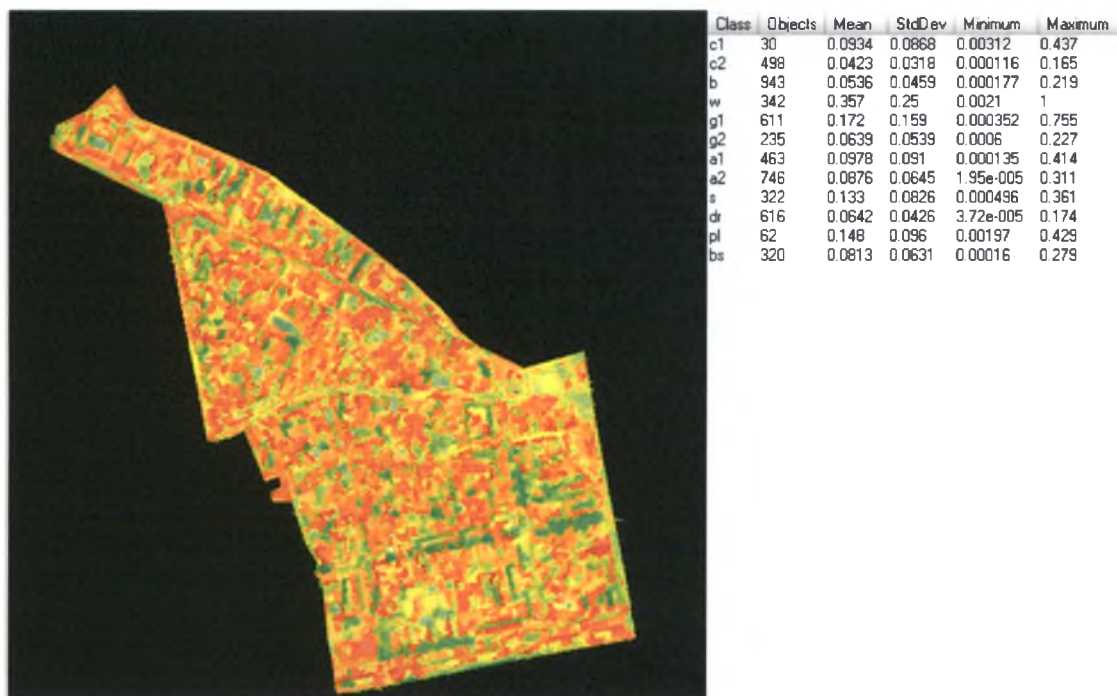 Class Objects Mean StdDev Minimum Maximum
c1 30 0.0934 0.0868 0.00312 0.437
c2 498 0.0423 0.0318 0.000116 0.165
b 943 0.0536 0.0459 0.000177 0.219
w 342 0.357 0.25 0.0021 1
g1 611 0.172 0.159 0.000352 0.755
g2 235 0.0639 0.0539 0.0006 0.227
a1 463 0.0978 0.091 0.000135 0.414
a2 746 0.0876 0.0645 1.95e-005 0.311
s 322 0.133 0.0826 0.000496 0.361
dr 616 0.0642 0.0426 3.72e-005 0.174
pl 62 0.148 0.096 0.00197 0.429
bs 320 0.0813 0.0631 0.00016 0.279